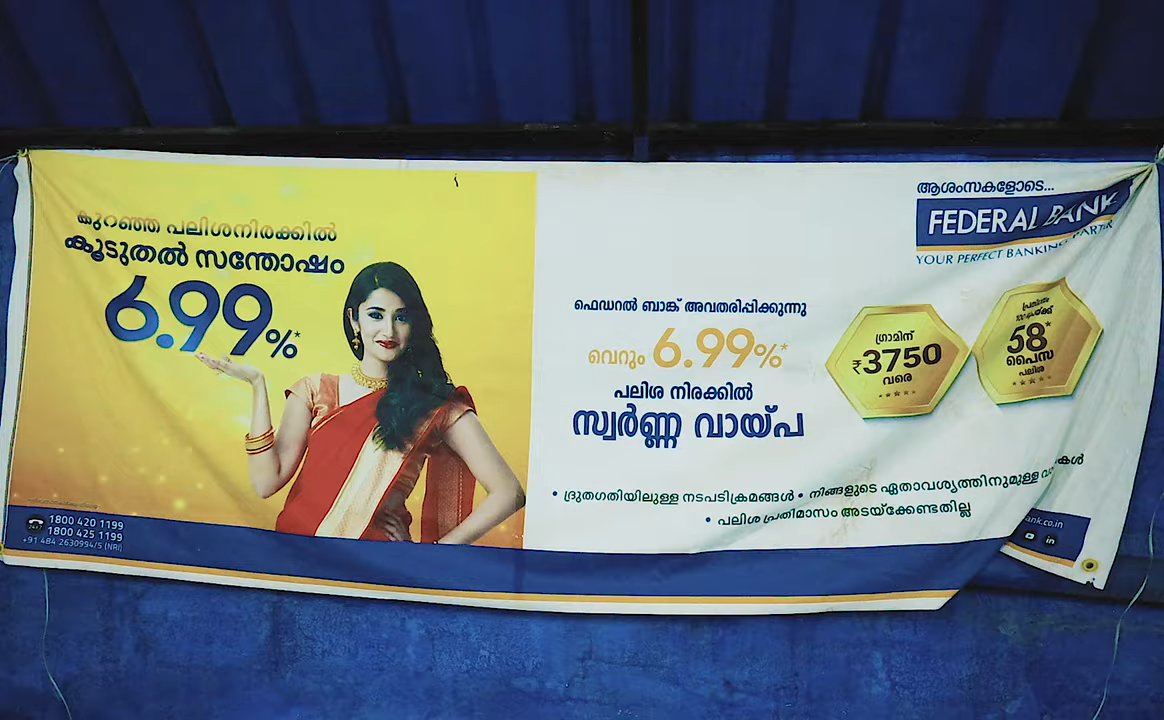 കുറഞ്ഞ പലിശനിരക്കിൽ
കൂടുതൽ സന്തോഷം
6.99%*
24x7
1800 420 1199
1800 425 1199
+91 484 2630994/5 (NRI)
ഫെഡറൽ ബാങ്ക് അവതരിപ്പിക്കുന്നു
വെറും 6.99%*
പലിശ നിരക്കിൽ
സ്വർണ്ണ വായ്പ
• ദ്രുതഗതിയിലുള്ള നടപടിക്രമങ്ങൾ • നിങ്ങളുടെ ഏതാവശ്യത്തിനുമുള്ള
• പലിശ പ്രതിമാസം അടയ്ക്കേണ്ടതില്ല
ആശംസകളോടെ...
FEDERAL BANK
YOUR PERFECT BANKING
ഗ്രാമിന്
₹3750
വരെ
58*
പൈസ
പലിശ